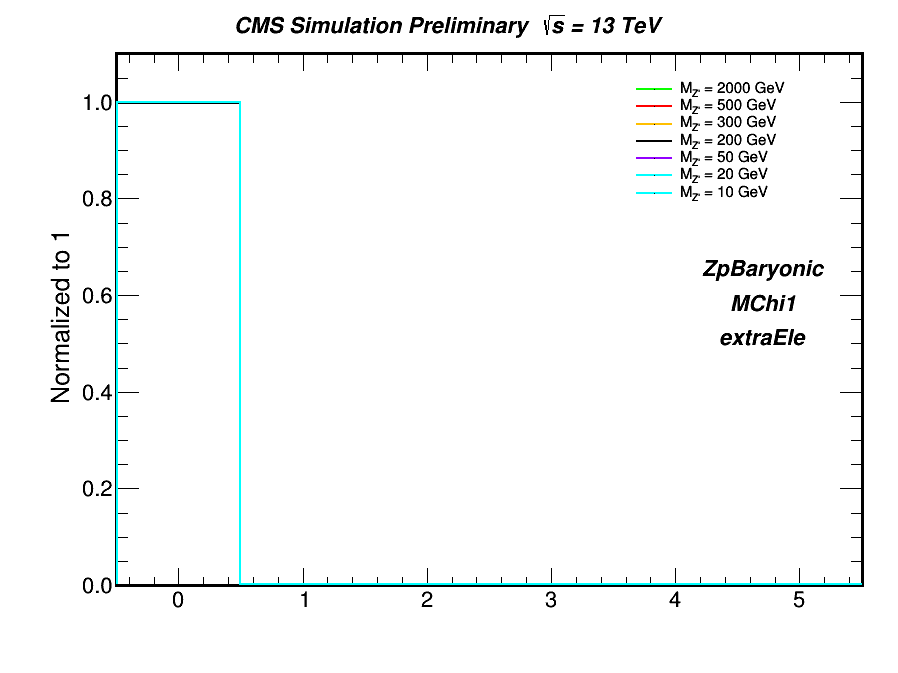 CMS Simulation Preliminary √s = 13 TeV
M_Z' = 2000 GeV
M_Z' = 500 GeV
M_Z' = 300 GeV
M_Z' = 200 GeV
M_Z' = 50 GeV
M_Z' = 20 GeV
M_Z' = 10 GeV
ZpBaryonic
MChi1
extraEle
Normalized to 1
1.0
0.8
0.6
0.4
0.2
0.0
0 1 2 3 4 5